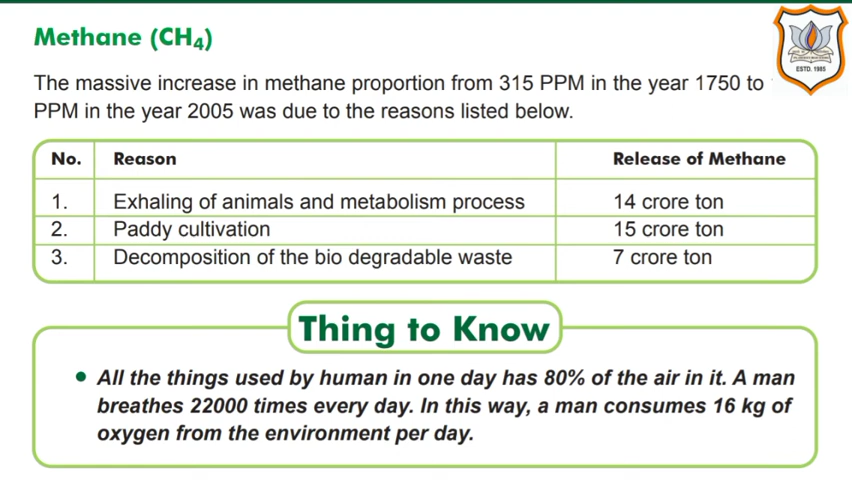 Methane (CH₄)
The massive increase in methane proportion from 315 PPM in the year 1750 to
PPM in the year 2005 was due to the reasons listed below.
No. Reason Release of Methane
1. Exhaling of animals and metabolism process 14 crore ton
2. Paddy cultivation 15 crore ton
3. Decomposition of the bio degradable waste 7 crore ton
Thing to Know
• All the things used by human in one day has 80% of the air in it. A man
breathes 22000 times every day. In this way, a man consumes 16 kg of
oxygen from the environment per day.
ESTD. 1985